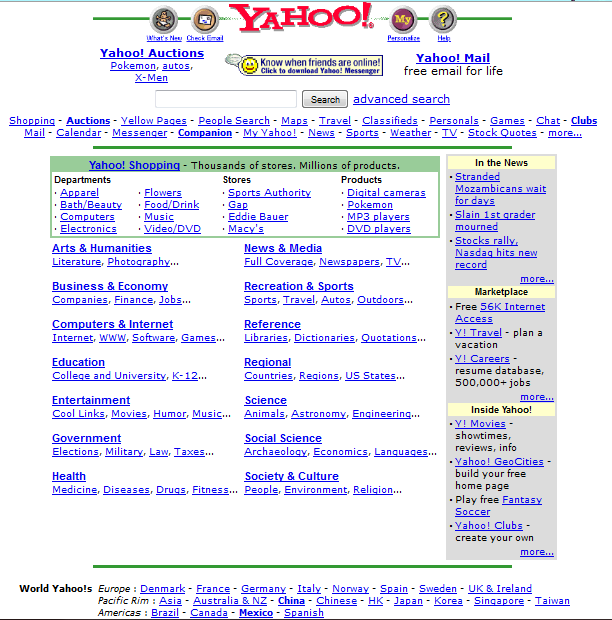 YAHOO!
What's New Check Email Personalize Help
Yahoo! Auctions
Pokemon, autos,
X-Men
Know when friends are online!
Click to download Yahoo! Messenger
Yahoo! Mail
free email for life
Search advanced search
Shopping - Auctions - Yellow Pages - People Search - Maps - Travel - Classifieds - Personals - Games - Chat - Clubs
Mail - Calendar - Messenger - Companion - My Yahoo! - News - Sports - Weather - TV - Stock Quotes - more...
Yahoo! Shopping - Thousands of stores. Millions of products.
Departments Stores Products
· Apparel · Flowers · Sports Authority · Digital cameras
· Bath/Beauty · Food/Drink · Gap · Pokemon
· Computers · Music · Eddie Bauer · MP3 players
· Electronics · Video/DVD · Macy's · DVD players
Arts & Humanities
Literature, Photography...
News & Media
Full Coverage, Newspapers, TV...
Business & Economy
Companies, Finance, Jobs...
Recreation & Sports
Sports, Travel, Autos, Outdoors...
Computers & Internet
Internet, WWW, Software, Games...
Reference
Libraries, Dictionaries, Quotations...
Education
College and University, K-12...
Regional
Countries, Regions, US States...
Entertainment
Cool Links, Movies, Humor, Music...
Science
Animals, Astronomy, Engineering...
Government
Elections, Military, Law, Taxes...
Social Science
Archaeology, Economics, Languages...
Health
Medicine, Diseases, Drugs, Fitness...
Society & Culture
People, Environment, Religion...
In the News
· Stranded
Mozambicans wait
for days
· Slain 1st grader
mourned
· Stocks rally,
Nasdaq hits new
record
more...
Marketplace
· Free 56K Internet
Access
· Y! Travel - plan a
vacation
· Y! Careers -
resume database,
500,000+ jobs
more...
Inside Yahoo!
· Y! Movies -
showtimes,
reviews, info
· Yahoo! GeoCities -
build your free
home page
· Play free Fantasy
Soccer
· Yahoo! Clubs -
create your own
more...
World Yahoo!s Europe : Denmark - France - Germany - Italy - Norway - Spain - Sweden - UK & Ireland
Pacific Rim : Asia - Australia & NZ - China - Chinese - HK - Japan - Korea - Singapore - Taiwan
Americas : Brazil - Canada - Mexico - Spanish